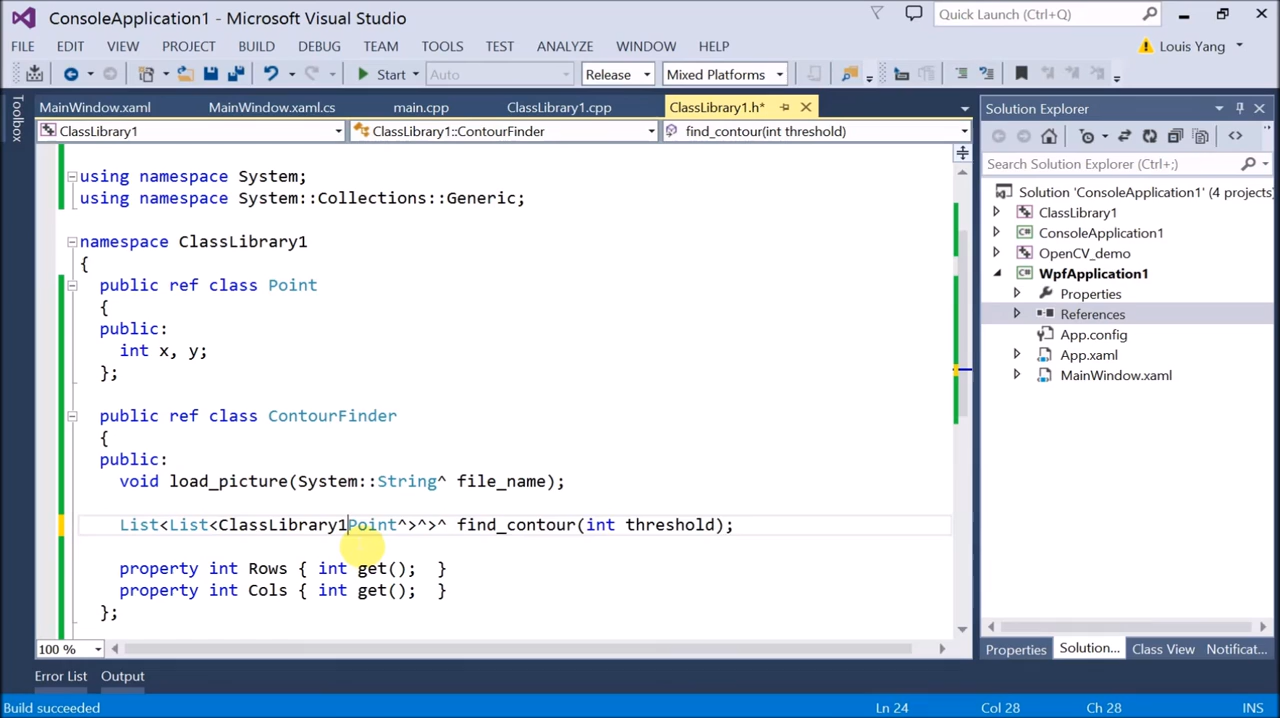 ConsoleApplication1 - Microsoft Visual Studio
Quick Launch (Ctrl+;)
FILE EDIT VIEW PROJECT BUILD DEBUG TEAM TOOLS TEST ANALYZE WINDOW HELP
Louis Yang
Start Auto Release Mixed Platforms
Toolbox
MainWindow.xaml MainWindow.xaml.cs main.cpp ClassLibrary1.cpp ClassLibrary1.h*
ClassLibrary1 ClassLibrary1::ContourFinder find_contour(int threshold)
using namespace System;
using namespace System::Collections::Generic;
namespace ClassLibrary1
{
public ref class Point
{
public:
int x, y;
};
public ref class ContourFinder
{
public:
void load_picture(System::String^ file_name);
List<List<ClassLibrary1Point^>^>^ find_contour(int threshold);
property int Rows { int get(); }
property int Cols { int get(); }
};
100 %
Solution Explorer
Search Solution Explorer (Ctrl+;)
Solution 'ConsoleApplication1' (4 projects)
ClassLibrary1
ConsoleApplication1
OpenCV_demo
WpfApplication1
Properties
References
App.config
App.xaml
MainWindow.xaml
Properties Solution... Class View Notificat...
Error List Output
Build succeeded Ln 24 Col 28 Ch 28 INS